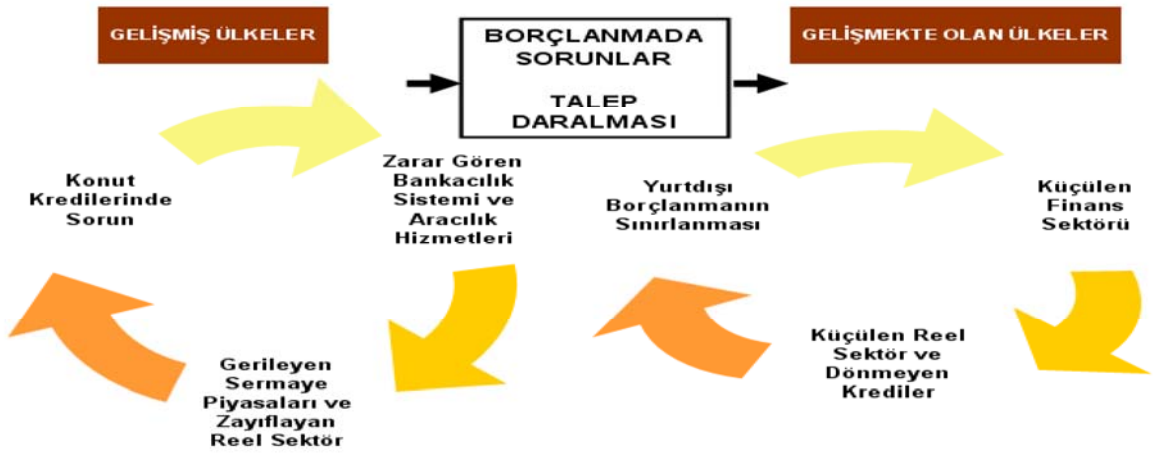 GELİŞMİŞ ÜLKELER
BORÇLANMADA
SORUNLAR
TALEP
DARALMASI
GELİŞMEKTE OLAN ÜLKELER
Konut
Kredilerinde
Sorun
Zarar Gören
Bankacılık
Sistemi ve
Aracılık
Hizmetleri
Gerileyen
Sermaye
Piyasaları ve
Zayıflayan
Reel Sektör
Yurtdışı
Borçlanmanın
Sınırlanması
Küçülen
Finans
Sektörü
Küçülen Reel
Sektör ve
Dönmeyen
Krediler